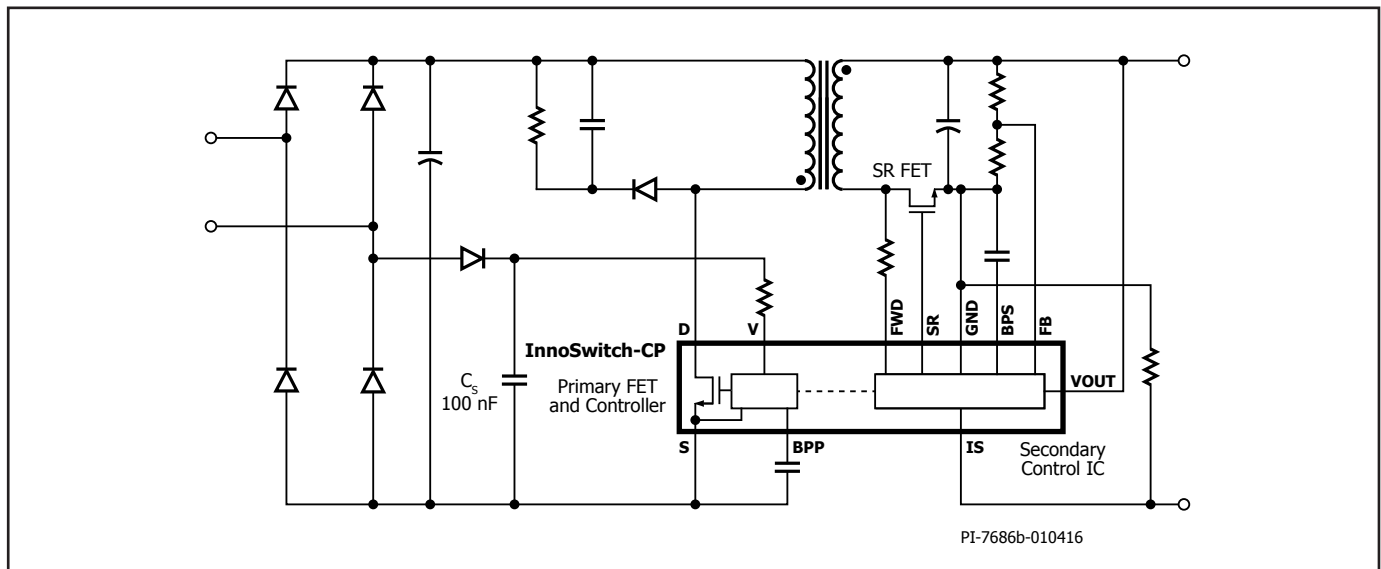 SR FET
FWD
SR
GND
BPS
FB
D
V
InnoSwitch-CP
Primary FET
and Controller
C_S
100 nF
VOUT
S
BPP
IS
Secondary
Control IC
PI-7686b-010416